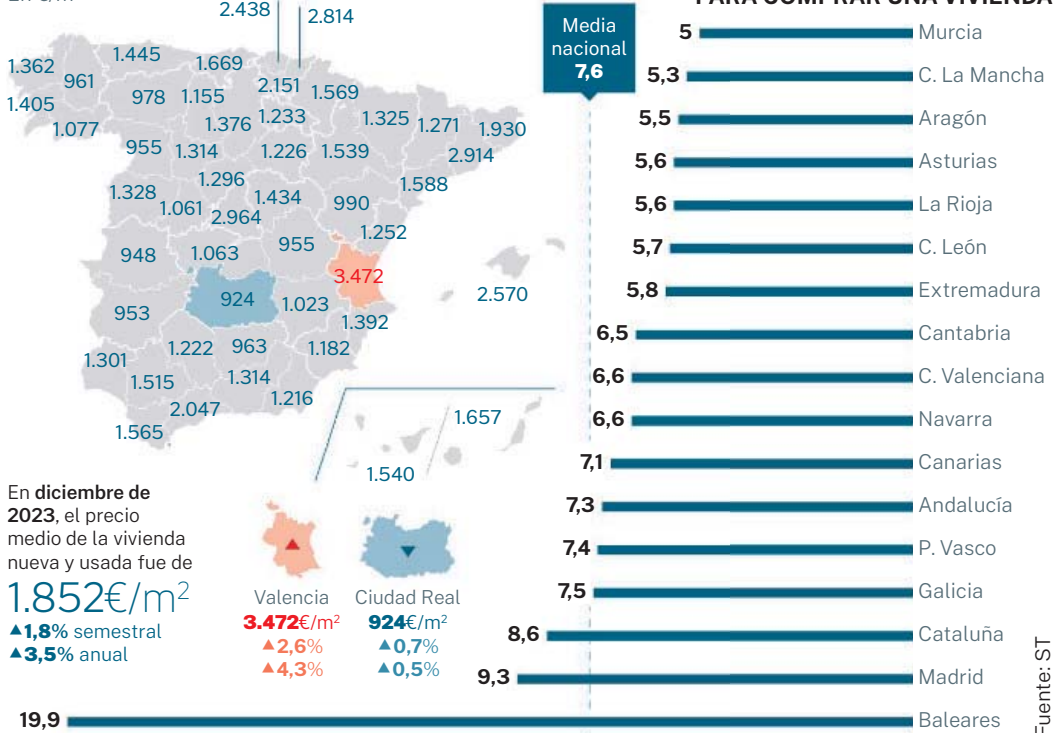 2.438
2.814
1.445
1.669
1.362
961
2.151
1.569
978
1.155
1.405
1.376
1.233
1.325
1.271
1.930
1.077
955
1.314
1.226
1.539
2.914
1.296
1.588
1.328
1.434
1.061
2.964
990
1.252
948
1.063
955
3.472
924
1.023
2.570
953
1.392
1.301
1.222
963
1.182
1.515
1.314
1.216
2.047
1.565
1.657
1.540
En diciembre de
2023, el precio
medio de la vivienda
nueva y usada fue de
1.852€/m²
▲1,8% semestral
▲3,5% anual
Valencia
3.472€/m²
▲2,6%
▲4,3%
Ciudad Real
924€/m²
▲0,7%
▲0,5%
PARA COMPRAR UNA VIVIENDA
Media
nacional
7,6
5 Murcia
5,3 C. La Mancha
5,5 Aragón
5,6 Asturias
5,6 La Rioja
5,7 C. León
5,8 Extremadura
6,5 Cantabria
6,6 C. Valenciana
6,6 Navarra
7,1 Canarias
7,3 Andalucía
7,4 P. Vasco
7,5 Galicia
8,6 Cataluña
9,3 Madrid
19,9 Baleares
Fuente: ST